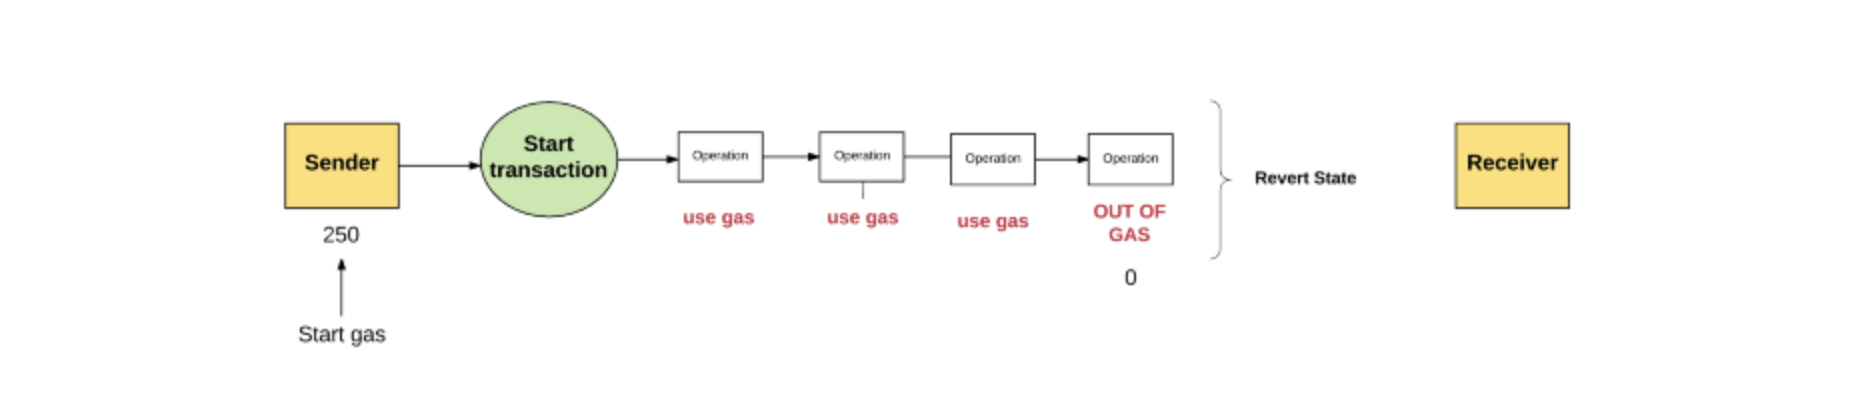 Sender
Start
transaction
Operation
Operation
Operation
Operation
Revert State
Receiver
250
use gas
use gas
use gas
OUT OF
GAS
0
Start gas